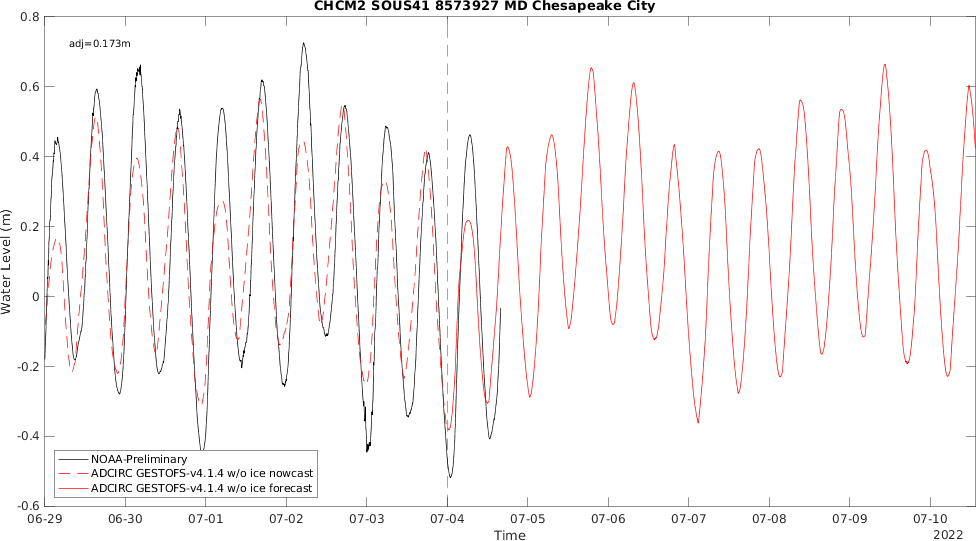 CHCM2 SOUS41 8573927 MD Chesapeake City
adj=0.173m
0.8
0.6
0.4
0.2
0
-0.2
-0.4
-0.6
Water Level (m)
NOAA-Preliminary
ADCIRC GESTOFS-v4.1.4 w/o ice nowcast
ADCIRC GESTOFS-v4.1.4 w/o ice forecast
06-29 06-30 07-01 07-02 07-03 07-04 07-05 07-06 07-07 07-08 07-09 07-10
Time
2022